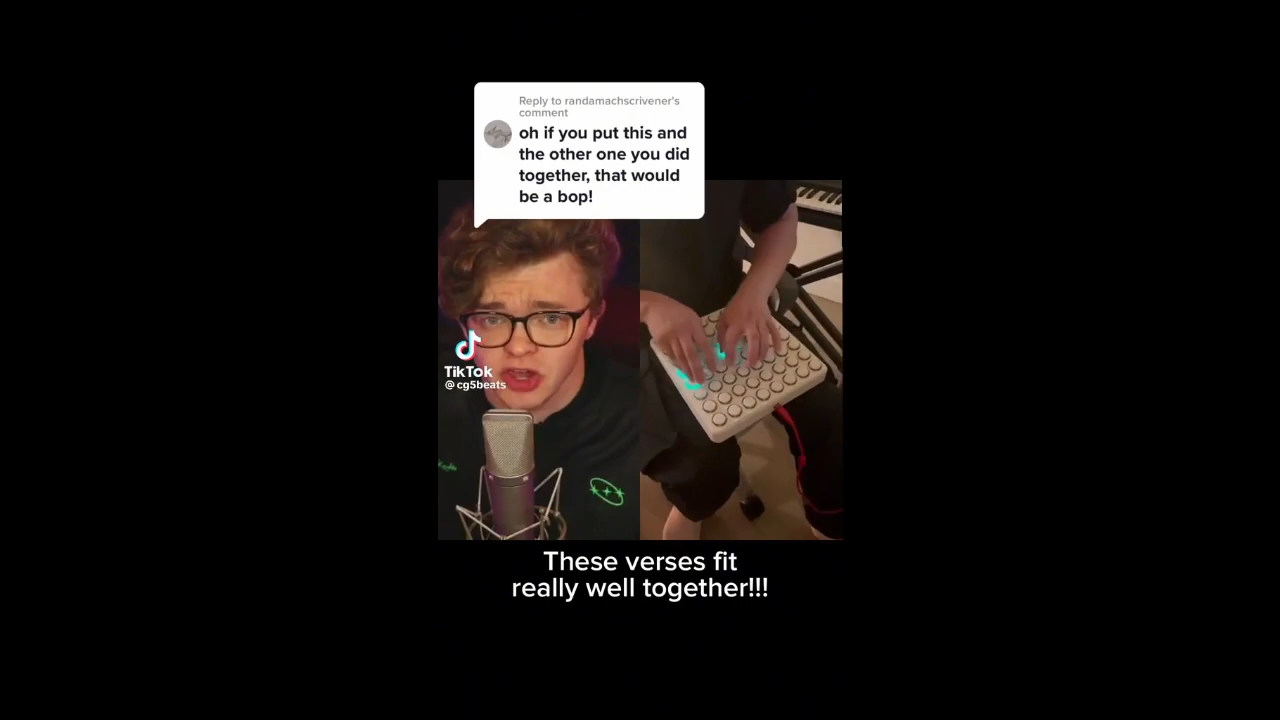 Reply to randamachscrivener's
comment
oh if you put this and
the other one you did
together, that would
be a bop!
TikTok
@cg5beats
These verses fit
really well together!!!